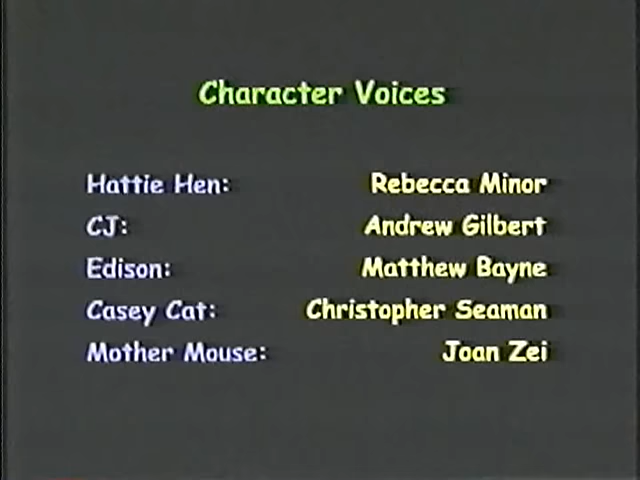 Character Voices
Hattie Hen: Rebecca Minor
CJ: Andrew Gilbert
Edison: Matthew Bayne
Casey Cat: Christopher Seaman
Mother Mouse: Joan Zei